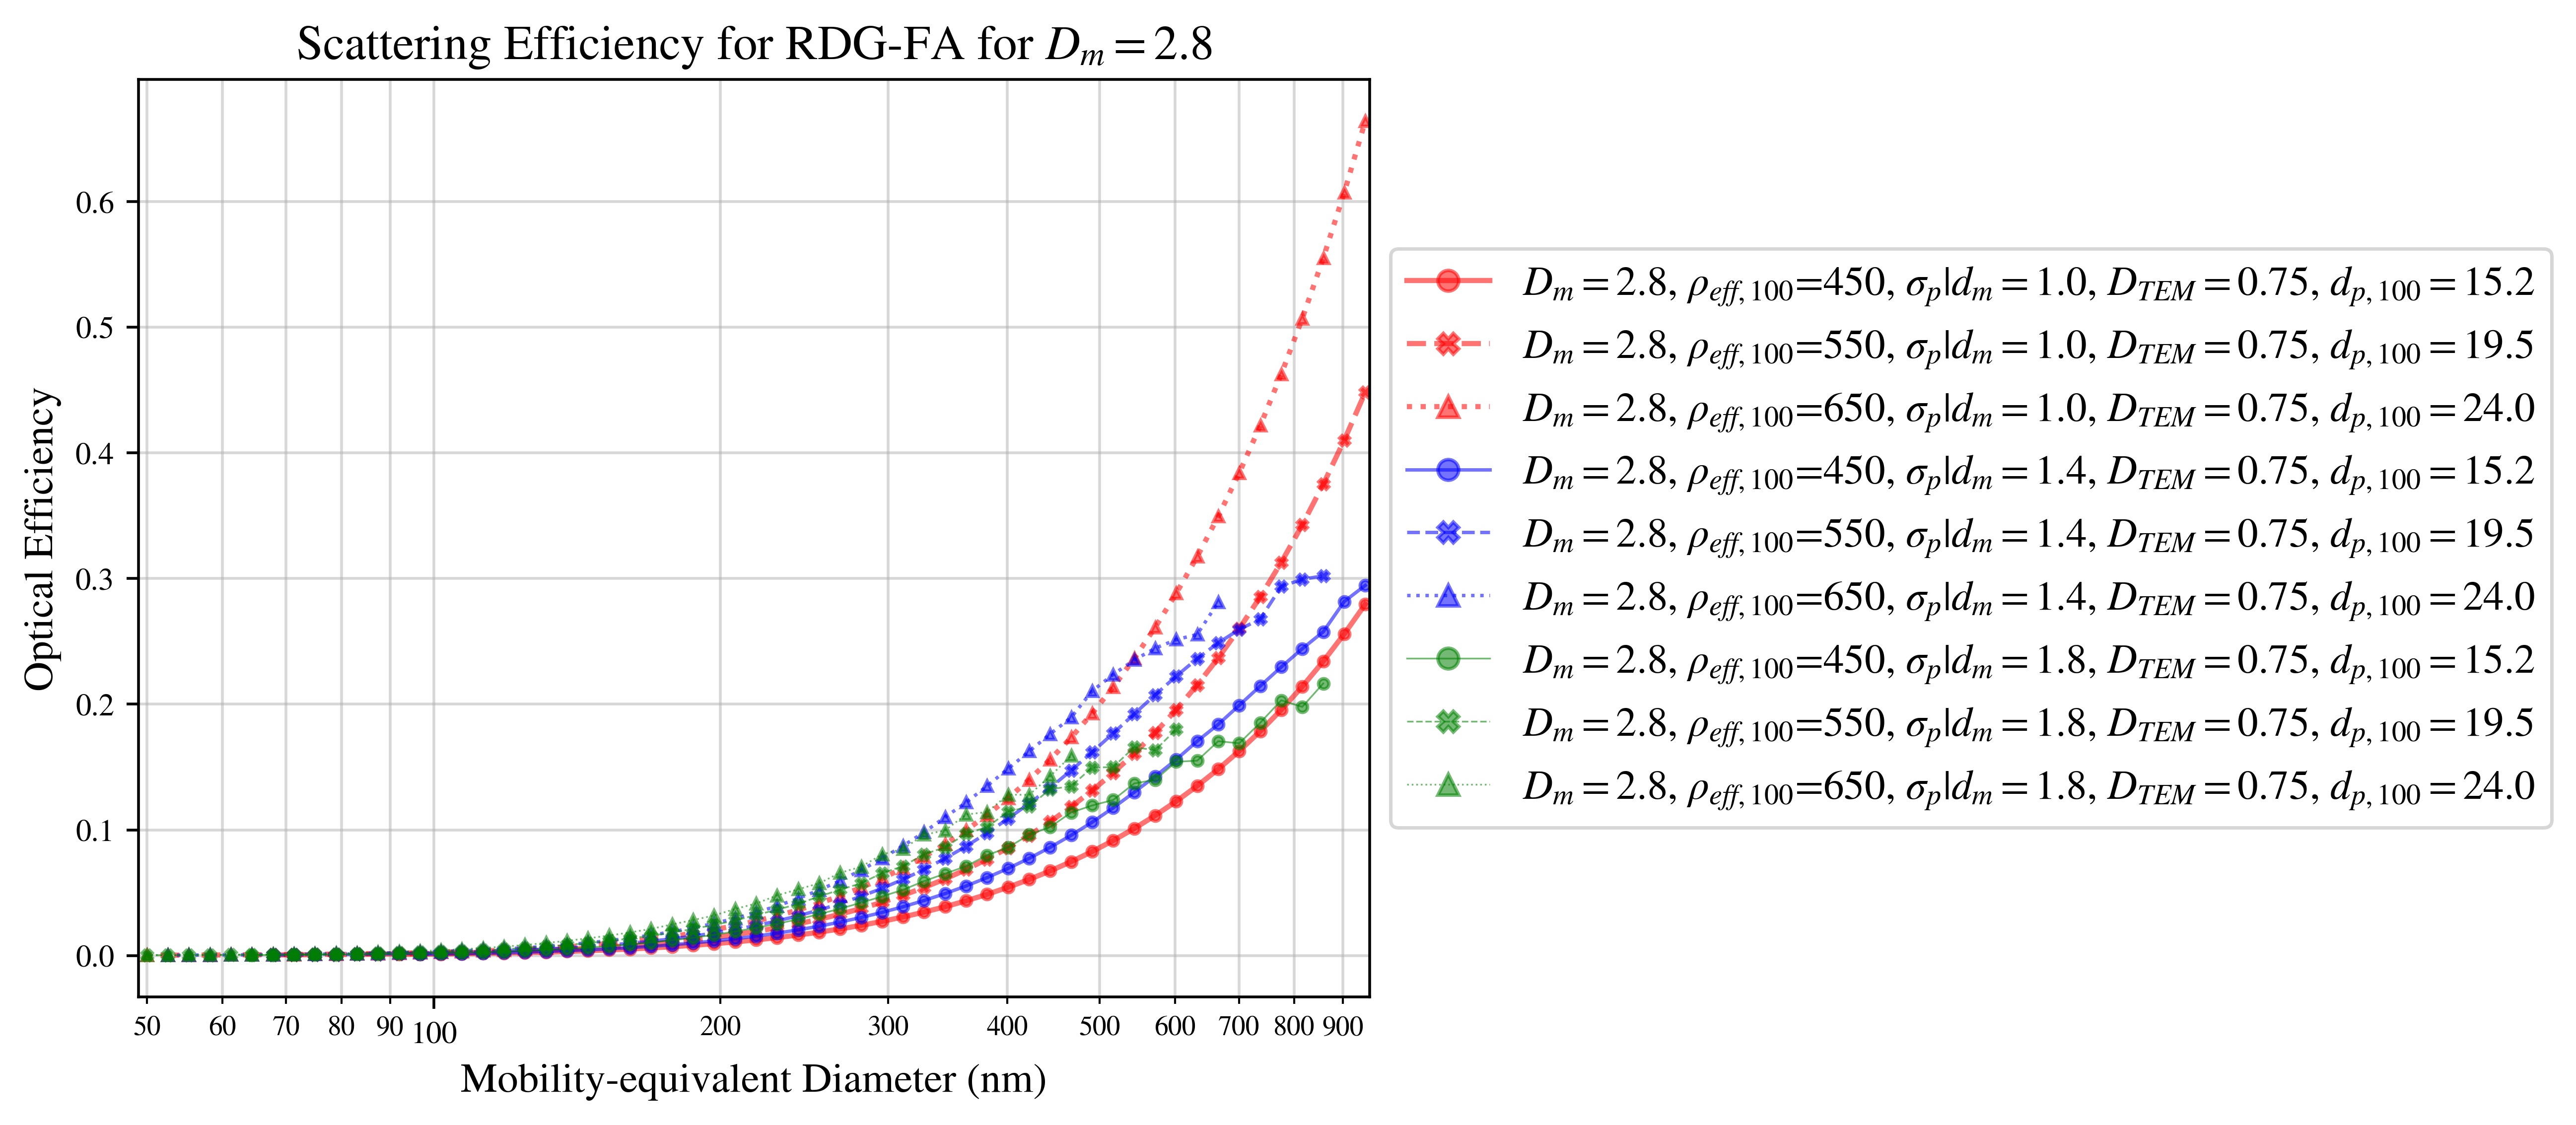 Scattering Efficiency for RDG-FA for Dₘ = 2.8
Optical Efficiency
0.6
0.5
0.4
0.3
0.2
0.1
0.0
50 60 70 80 90 100 200 300 400 500 600 700 800 900
Mobility-equivalent Diameter (nm)
D_m = 2.8, ρ_eff,100=450, σ_p|d_m = 1.0, D_TEM = 0.75, d_p,100 = 15.2
D_m = 2.8, ρ_eff,100=550, σ_p|d_m = 1.0, D_TEM = 0.75, d_p,100 = 19.5
D_m = 2.8, ρ_eff,100=650, σ_p|d_m = 1.0, D_TEM = 0.75, d_p,100 = 24.0
D_m = 2.8, ρ_eff,100=450, σ_p|d_m = 1.4, D_TEM = 0.75, d_p,100 = 15.2
D_m = 2.8, ρ_eff,100=550, σ_p|d_m = 1.4, D_TEM = 0.75, d_p,100 = 19.5
D_m = 2.8, ρ_eff,100=650, σ_p|d_m = 1.4, D_TEM = 0.75, d_p,100 = 24.0
D_m = 2.8, ρ_eff,100=450, σ_p|d_m = 1.8, D_TEM = 0.75, d_p,100 = 15.2
D_m = 2.8, ρ_eff,100=550, σ_p|d_m = 1.8, D_TEM = 0.75, d_p,100 = 19.5
D_m = 2.8, ρ_eff,100=650, σ_p|d_m = 1.8, D_TEM = 0.75, d_p,100 = 24.0